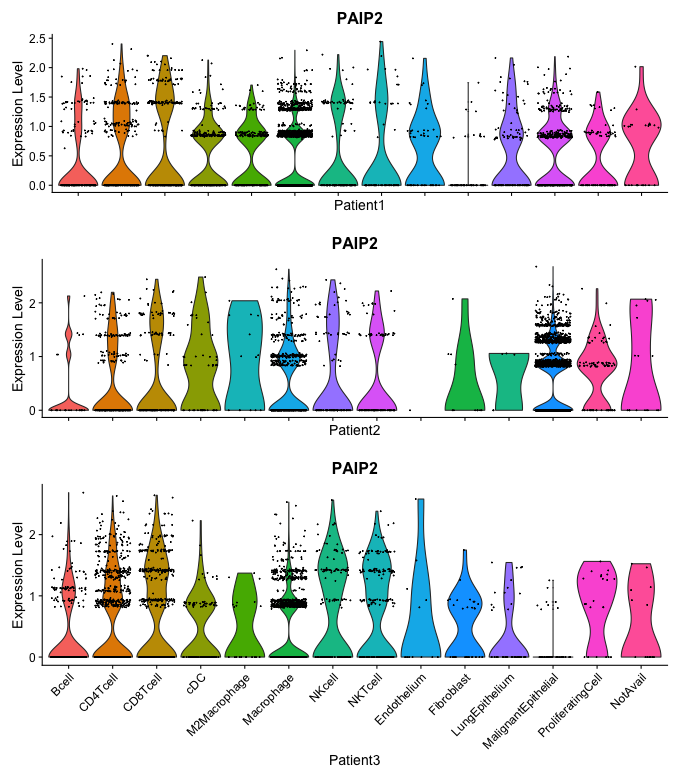 PAIP2
Expression Level
2.5
2.0
1.5
1.0
0.5
0.0
Patient1
PAIP2
Expression Level
2
1
0
Patient2
PAIP2
Expression Level
2
1
0
Bcell
CD4Tcell
CD8Tcell
cDC
M2Macrophage
Macrophage
NKcell
NKTcell
Endothelium
Fibroblast
LungEpithelium
MalignantEpithelial
ProliferatingCell
NotAvail
Patient3